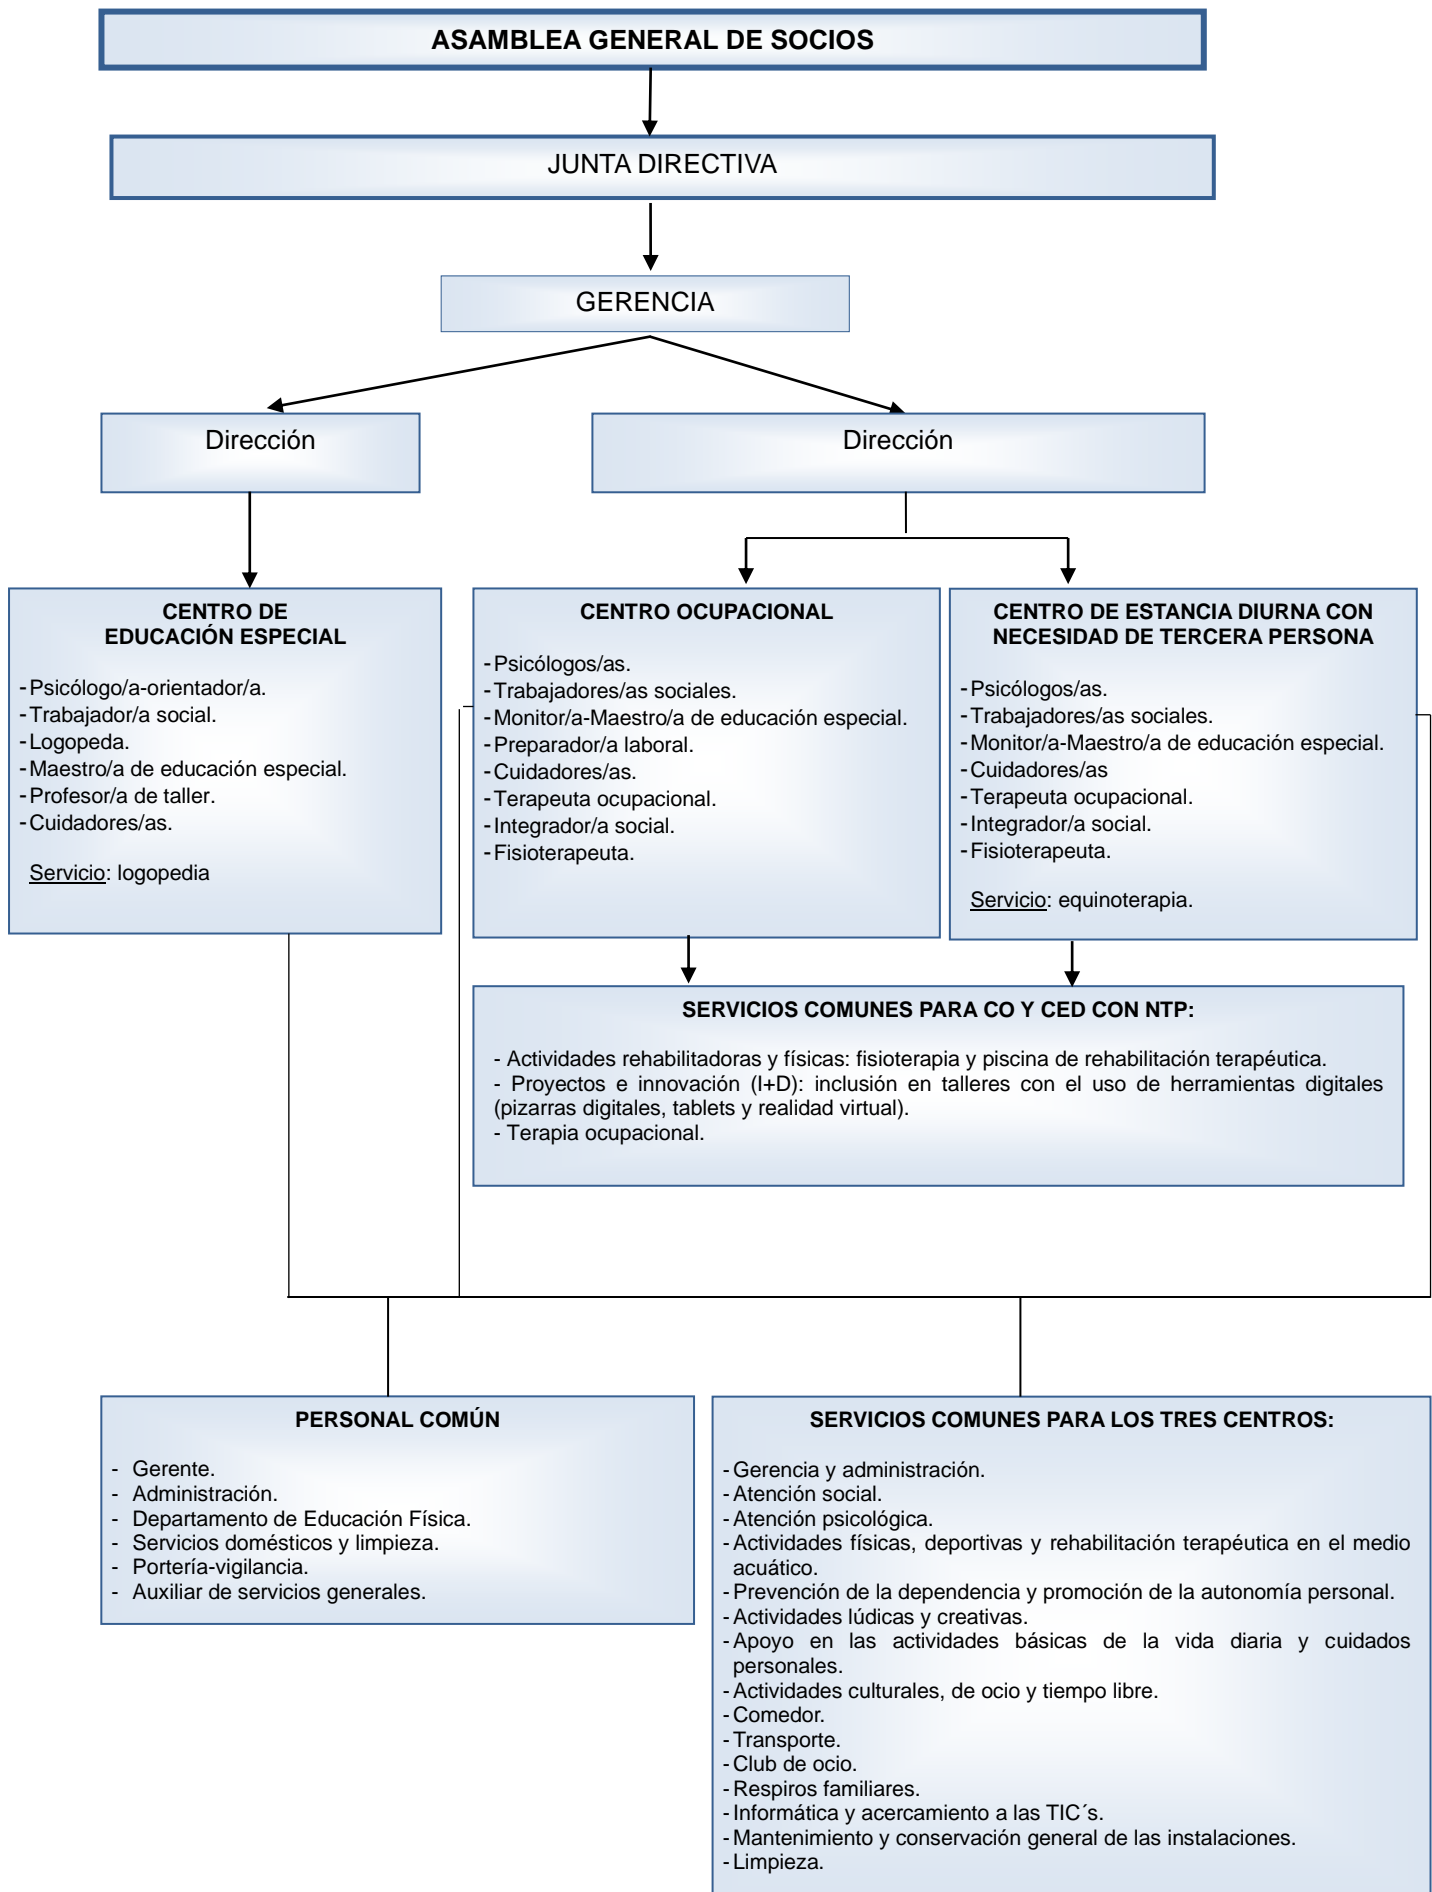 ASAMBLEA GENERAL DE SOCIOS
JUNTA DIRECTIVA
GERENCIA
Dirección
Dirección
CENTRO DE
EDUCACIÓN ESPECIAL
-Psicólogo/a-orientador/a.
-Trabajador/a social.
-Logopeda.
-Maestro/a de educación especial.
-Profesor/a de taller.
-Cuidadores/as.
Servicio: logopedia
CENTRO OCUPACIONAL
-Psicólogos/as.
-Trabajadores/as sociales.
-Monitor/a-Maestro/a de educación especial.
-Preparador/a laboral.
-Cuidadores/as.
-Terapeuta ocupacional.
-Integrador/a social.
-Fisioterapeuta.
CENTRO DE ESTANCIA DIURNA CON
NECESIDAD DE TERCERA PERSONA
-Psicólogos/as.
-Trabajadores/as sociales.
-Monitor/a-Maestro/a de educación especial.
-Cuidadores/as
-Terapeuta ocupacional.
-Integrador/a social.
-Fisioterapeuta.
Servicio: equinoterapia.
SERVICIOS COMUNES PARA CO Y CED CON NTP:
- Actividades rehabilitadoras y físicas: fisioterapia y piscina de rehabilitación terapéutica.
- Proyectos e innovación (I+D): inclusión en talleres con el uso de herramientas digitales
(pizarras digitales, tablets y realidad virtual).
- Terapia ocupacional.
PERSONAL COMÚN
- Gerente.
- Administración.
- Departamento de Educación Física.
- Servicios domésticos y limpieza.
- Portería-vigilancia.
- Auxiliar de servicios generales.
SERVICIOS COMUNES PARA LOS TRES CENTROS:
-Gerencia y administración.
-Atención social.
-Atención psicológica.
-Actividades físicas, deportivas y rehabilitación terapéutica en el medio
acuático.
-Prevención de la dependencia y promoción de la autonomía personal.
-Actividades lúdicas y creativas.
-Apoyo en las actividades básicas de la vida diaria y cuidados
personales.
-Actividades culturales, de ocio y tiempo libre.
-Comedor.
-Transporte.
-Club de ocio.
-Respiros familiares.
-Informática y acercamiento a las TIC´s.
-Mantenimiento y conservación general de las instalaciones.
-Limpieza.